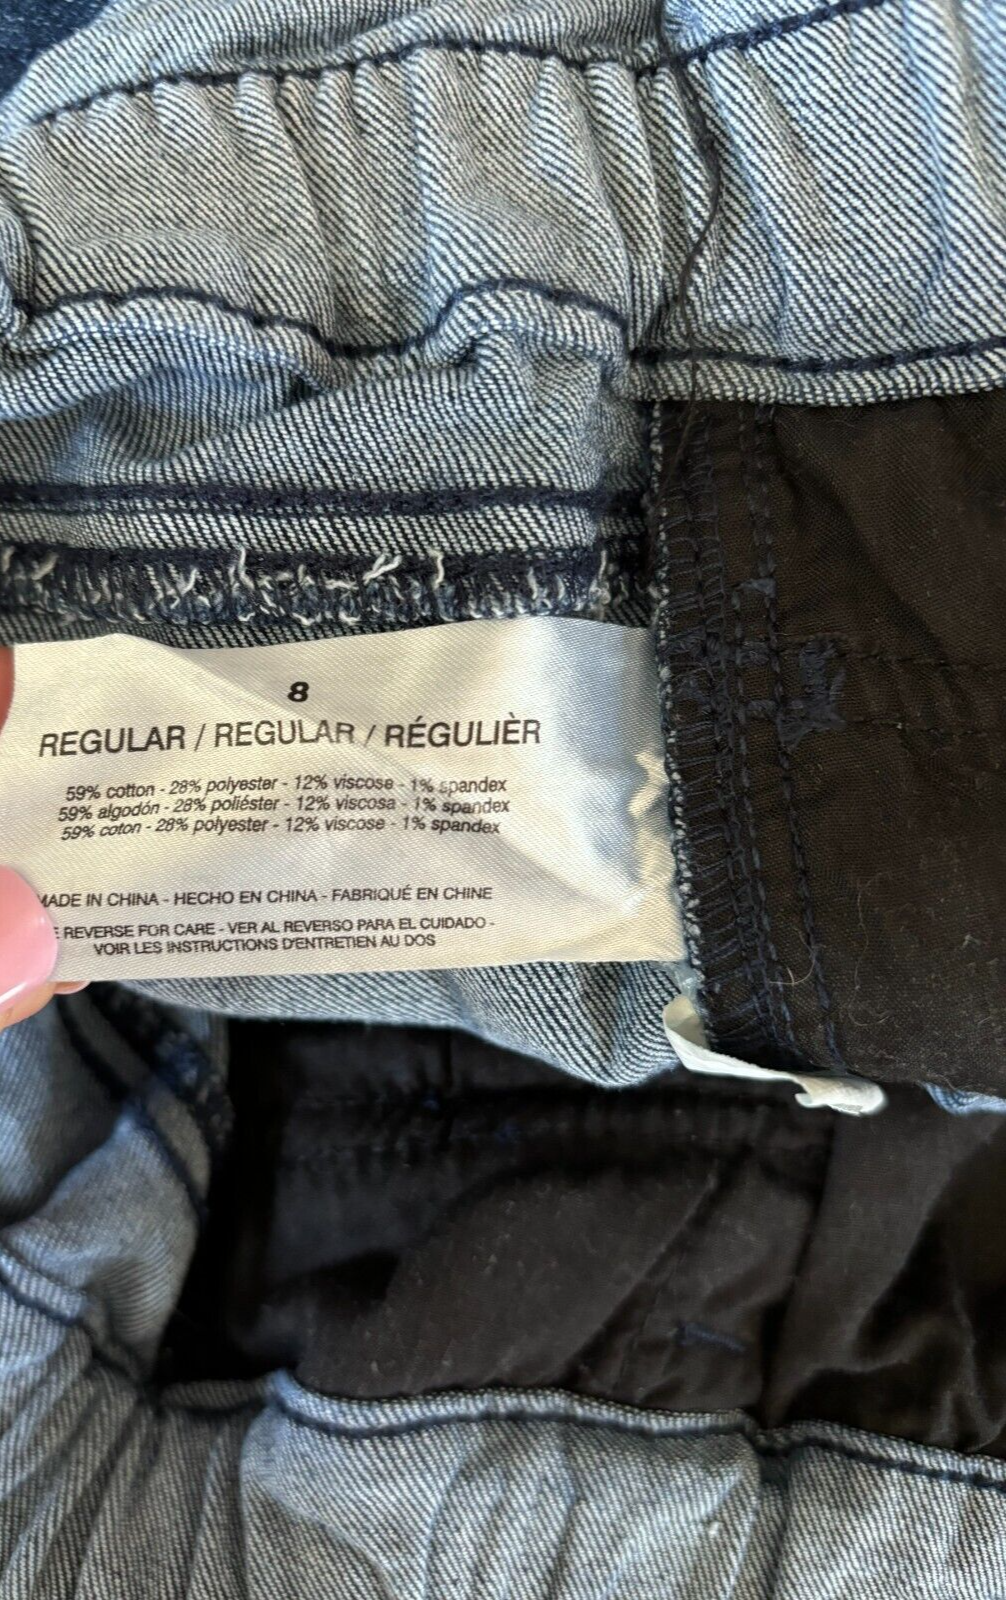 8
REGULAR / REGULAR / RÉGULIÈR
59% cotton - 28% polyester - 12% viscose - 1% spandex
59% algodón - 28% poliéster - 12% viscosa - 1% spandex
59% coton - 28% polyester - 12% viscose - 1% spandex
MADE IN CHINA - HECHO EN CHINA - FABRIQUÉ EN CHINE
REVERSE FOR CARE - VER AL REVERSO PARA EL CUIDADO -
VOIR LES INSTRUCTIONS D'ENTRETIEN AU DOS